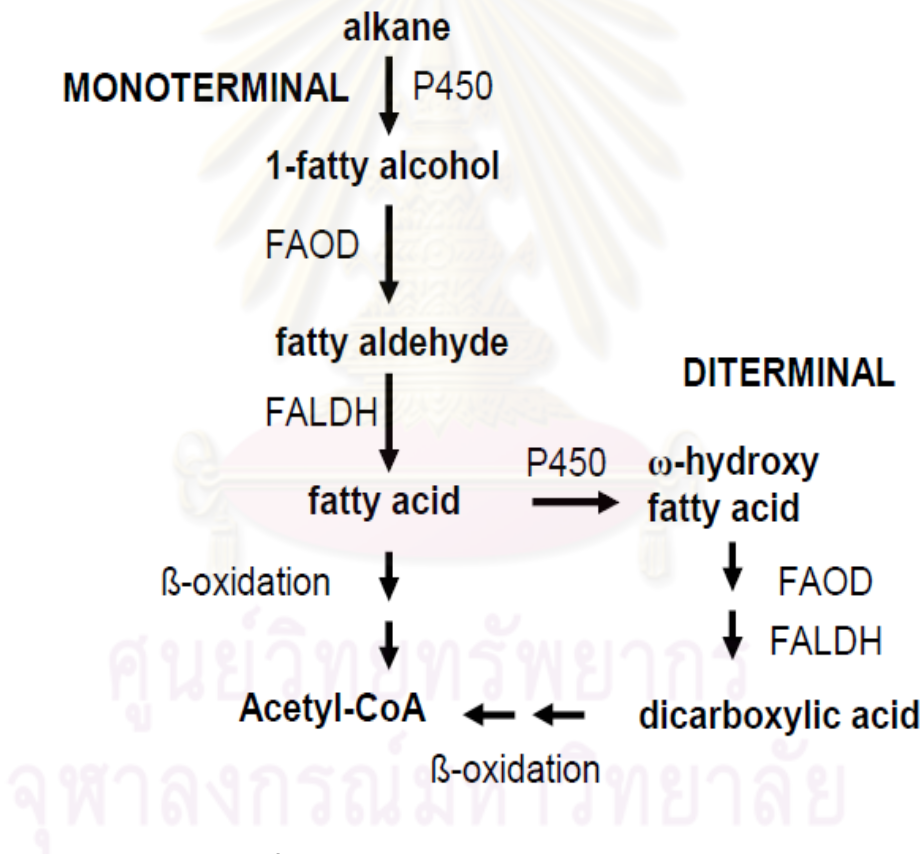 alkane
MONOTERMINAL
P450
1-fatty alcohol
FAOD
fatty aldehyde
DITERMINAL
FALDH
P450
ω-hydroxy
fatty acid
fatty acid
ß-oxidation
FAOD
FALDH
ศูนย์วิทยทรัพยากร
Acetyl-CoA
dicarboxylic acid
ß-oxidation
จุฬาลงกรณ์มหาวิทยาลัย